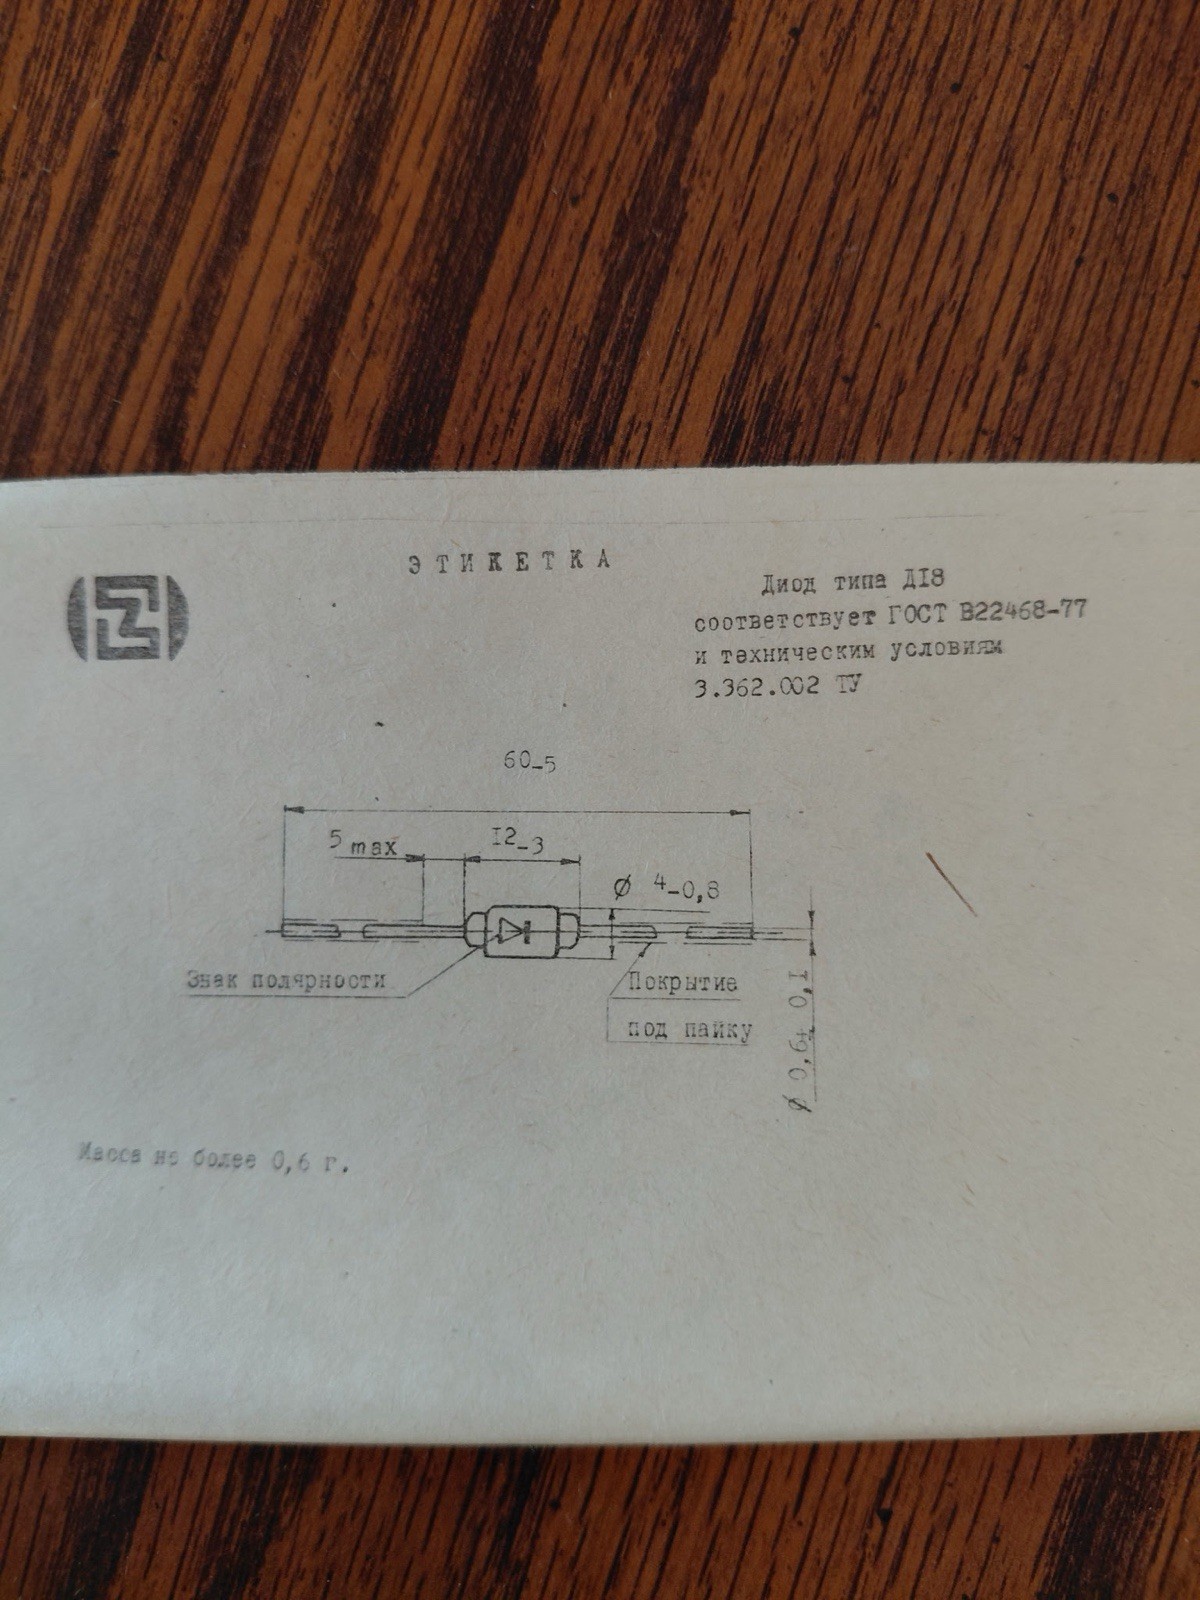 ЭТИКЕТКА
Диод типа Д18
соответствует ГОСТ В22468-77
и техническим условиям
3.362.002 ТУ
60-5
5 max
12-3
ø 4-0,8
Знак полярности
Покрытие
под пайку
ø 0,6± 0,1
Масса не более 0,6 г.